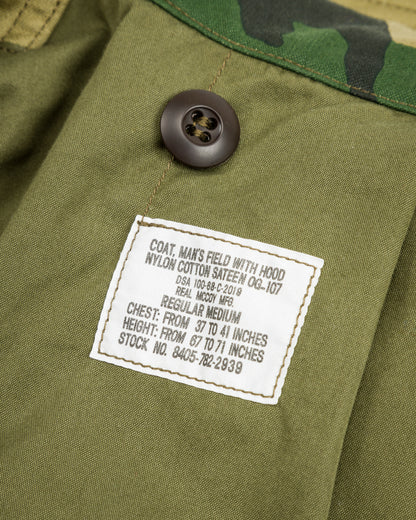 COAT, MAN'S FIELD WITH HOOD
NYLON COTTON SATEEN OG-107
DSA 100-68-C-2019
REAL MCCOY MFG.
REGULAR MEDIUM
CHEST: FROM 37 TO 41 INCHES
HEIGHT: FROM 67 TO 71 INCHES
STOCK NO. 8405-782-2939